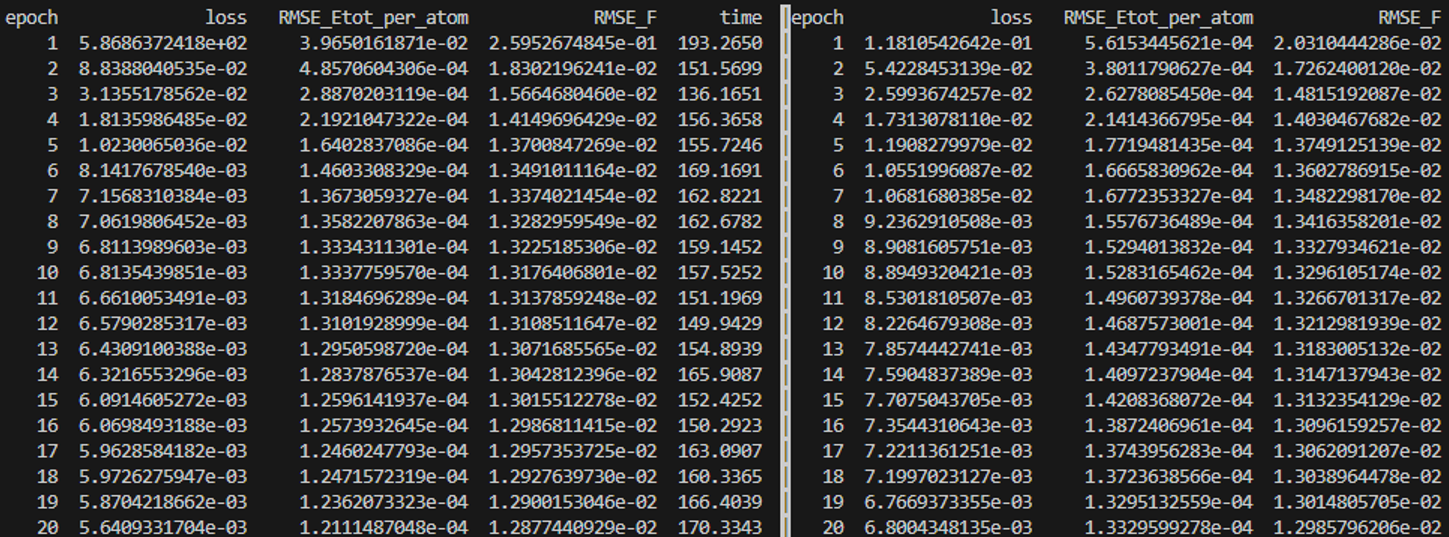 epoch loss RMSE_Etot_per_atom RMSE_F time epoch loss RMSE_Etot_per_atom RMSE_F
1 5.8686372418e+02 3.9650161871e-02 2.5952674845e-01 193.2650 1 1.1810542642e-01 5.6153445621e-04 2.0310444286e-02
2 8.8388040535e-02 4.8570604306e-04 1.8302196241e-02 151.5699 2 5.4228453139e-02 3.8011790627e-04 1.7262400120e-02
3 3.1355178562e-02 2.8870203119e-04 1.5664680460e-02 136.1651 3 2.5993674257e-02 2.6278085450e-04 1.4815192087e-02
4 1.8135986485e-02 2.1921047322e-04 1.4149696429e-02 156.3658 4 1.7313078110e-02 2.1414366795e-04 1.4030467682e-02
5 1.0230065036e-02 1.6402837086e-04 1.3700847269e-02 155.7246 5 1.1908279979e-02 1.7719481435e-04 1.3749125139e-02
6 8.1417678540e-03 1.4603308329e-04 1.3491011164e-02 169.1691 6 1.0551996087e-02 1.6665830962e-04 1.3602786915e-02
7 7.1568310384e-03 1.3673059327e-04 1.3374021454e-02 162.8221 7 1.0681680385e-02 1.6772353327e-04 1.3482298170e-02
8 7.0619806452e-03 1.3582207863e-04 1.3282959549e-02 162.6782 8 9.2362910508e-03 1.5576736489e-04 1.3416358201e-02
9 6.8113989603e-03 1.3334311301e-04 1.3225185306e-02 159.1452 9 8.9081605751e-03 1.5294013832e-04 1.3327934621e-02
10 6.8135439851e-03 1.3337759570e-04 1.3176406801e-02 157.5252 10 8.8949320421e-03 1.5283165462e-04 1.3296105174e-02
11 6.6610053491e-03 1.3184696289e-04 1.3137859248e-02 151.1969 11 8.5301810507e-03 1.4960739378e-04 1.3266701317e-02
12 6.5790285317e-03 1.3101928999e-04 1.3108511647e-02 149.9429 12 8.2264679308e-03 1.4687573001e-04 1.3212981939e-02
13 6.4309100388e-03 1.2950598720e-04 1.3071685565e-02 154.8939 13 7.8574442741e-03 1.4347793491e-04 1.3183005132e-02
14 6.3216553296e-03 1.2837876537e-04 1.3042812396e-02 165.9087 14 7.5904837389e-03 1.4097237904e-04 1.3147137943e-02
15 6.0914605272e-03 1.2596141937e-04 1.3015512278e-02 152.4252 15 7.7075043705e-03 1.4208368072e-04 1.3132354129e-02
16 6.0698493188e-03 1.2573932645e-04 1.2986811415e-02 150.2923 16 7.3544310643e-03 1.3872406961e-04 1.3096159257e-02
17 5.9628584182e-03 1.2460247793e-04 1.2957353725e-02 163.0907 17 7.2211361251e-03 1.3743956283e-04 1.3062091207e-02
18 5.9726275947e-03 1.2471572319e-04 1.2927639730e-02 160.3365 18 7.1997023127e-03 1.3723638566e-04 1.3038964478e-02
19 5.8704218662e-03 1.2362073323e-04 1.2900153046e-02 166.4039 19 6.7669373355e-03 1.3295132559e-04 1.3014805705e-02
20 5.6409331704e-03 1.2111487048e-04 1.2877440929e-02 170.3343 20 6.8004348135e-03 1.3329599278e-04 1.2985796206e-02